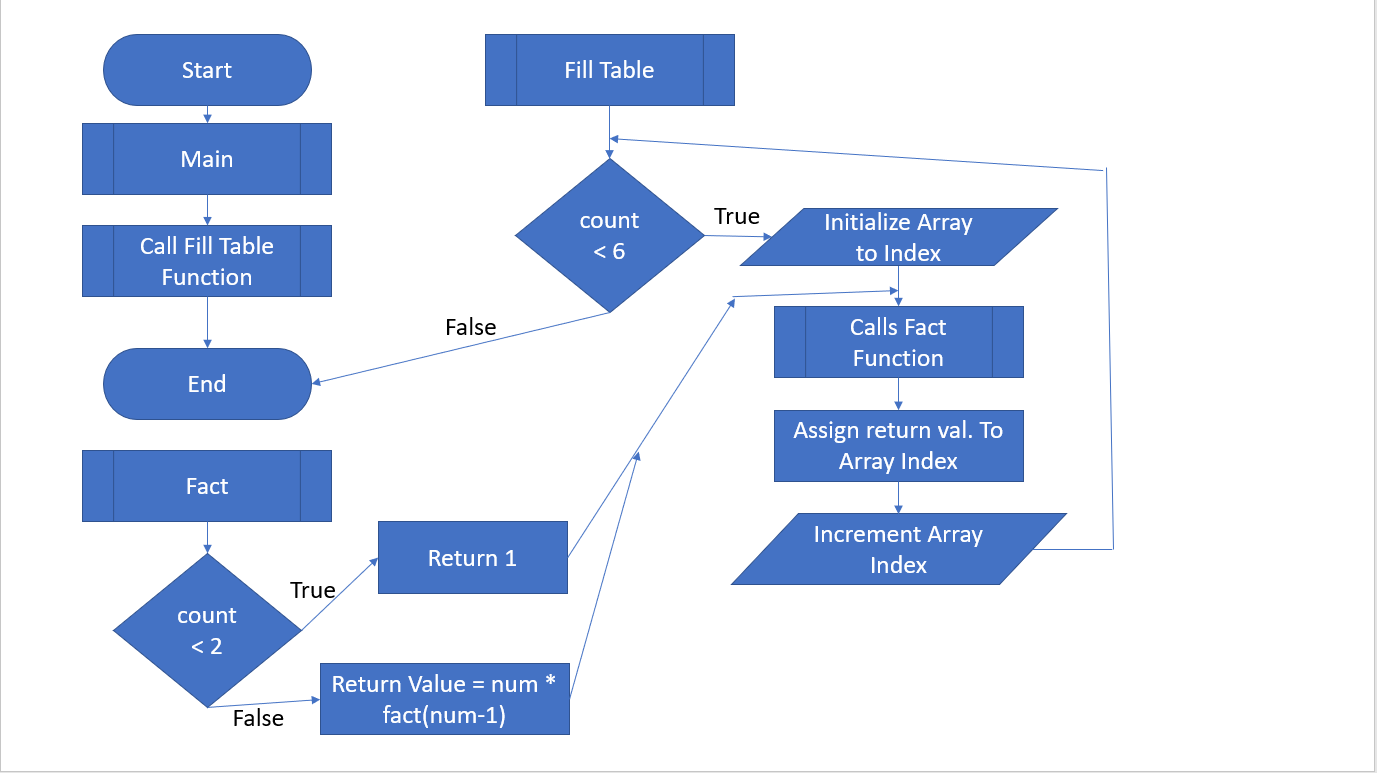 Start
Main
Call Fill Table
Function
End
Fill Table
count
< 6
True
False
Initialize Array
to Index
Calls Fact
Function
Assign return val. To
Array Index
Increment Array
Index
Fact
count
< 2
True
False
Return 1
Return Value = num *
fact(num-1)